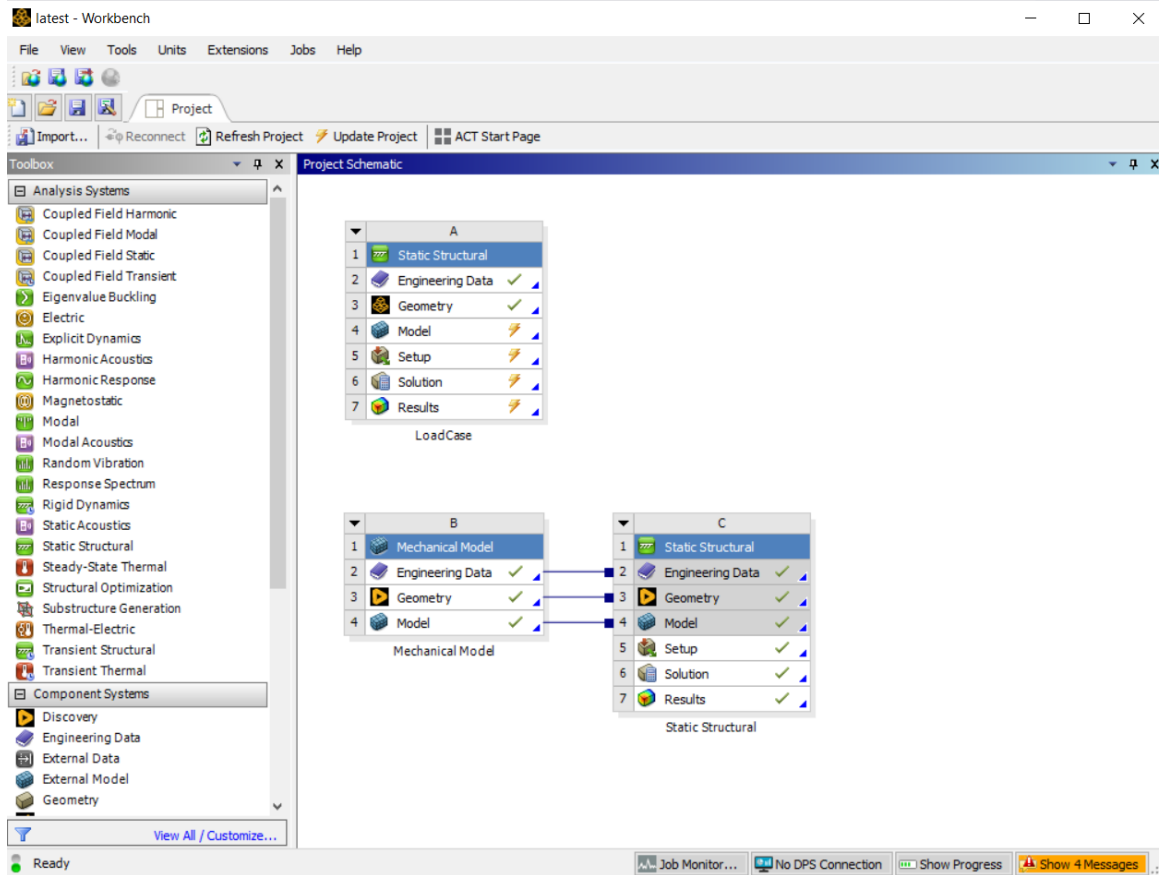 latest - Workbench
File View Tools Units Extensions Jobs Help
Project
Import... Reconnect Refresh Project Update Project ACT Start Page
Toolbox
Analysis Systems
Coupled Field Harmonic
Coupled Field Modal
Coupled Field Static
Coupled Field Transient
Eigenvalue Buckling
Electric
Explicit Dynamics
Harmonic Acoustics
Harmonic Response
Magnetostatic
Modal
Modal Acoustics
Random Vibration
Response Spectrum
Rigid Dynamics
Static Acoustics
Static Structural
Steady-State Thermal
Structural Optimization
Substructure Generation
Thermal-Electric
Transient Structural
Transient Thermal
Component Systems
Discovery
Engineering Data
External Data
External Model
Geometry
View All / Customize...
Project Schematic
A
1 Static Structural
2 Engineering Data
3 Geometry
4 Model
5 Setup
6 Solution
7 Results
LoadCase
B
1 Mechanical Model
2 Engineering Data
3 Geometry
4 Model
Mechanical Model
C
1 Static Structural
2 Engineering Data
3 Geometry
4 Model
5 Setup
6 Solution
7 Results
Static Structural
Ready
Job Monitor... No DPS Connection Show Progress Show 4 Messages